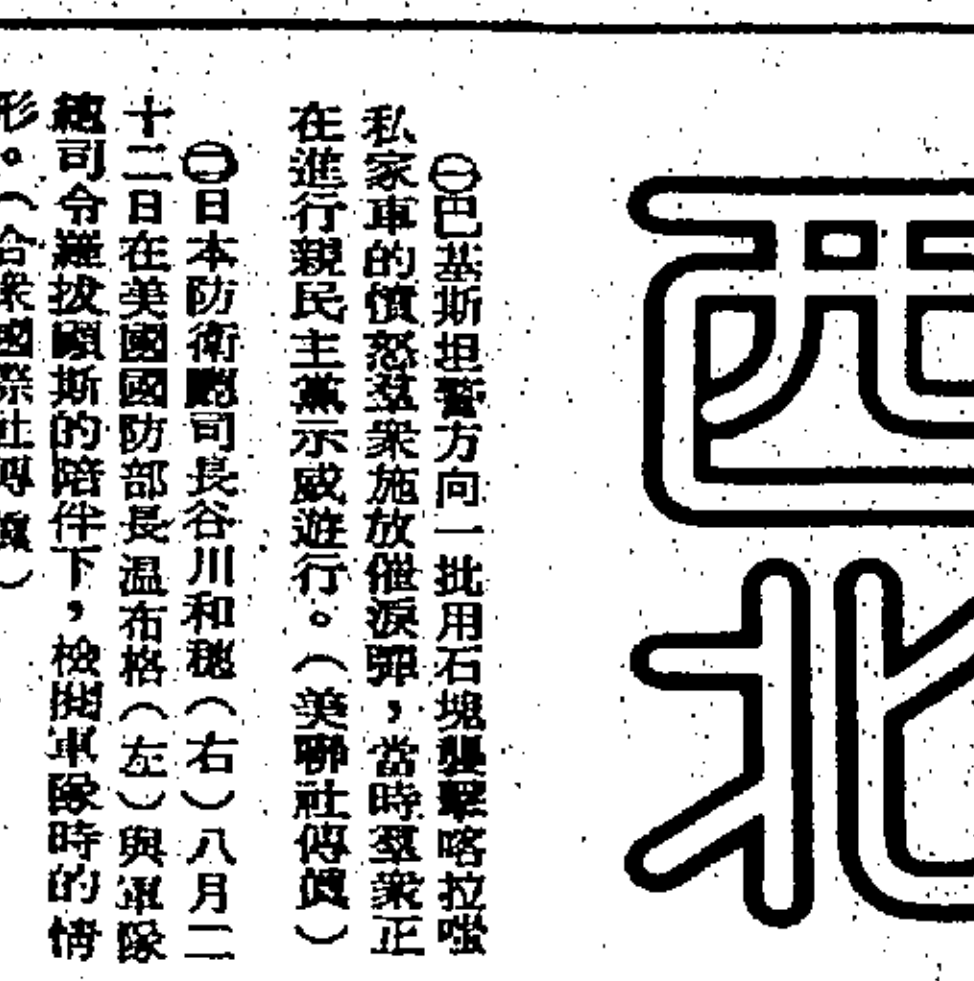 西北
㊀巴基斯坦警方向一批用石塊襲擊喀拉嗤
私家車的憤怒羣衆施放催淚彈，當時羣衆正
在進行親民主黨示威遊行。（美聯社傳眞）
㊁日本防衛廳司長谷川和穗（右）八月二
十二日在美國國防部長温布格（左）與軍隊
總司令羅拔顯斯的陪件下，檢閱軍隊時的情
形。（合衆國際社傳眞）